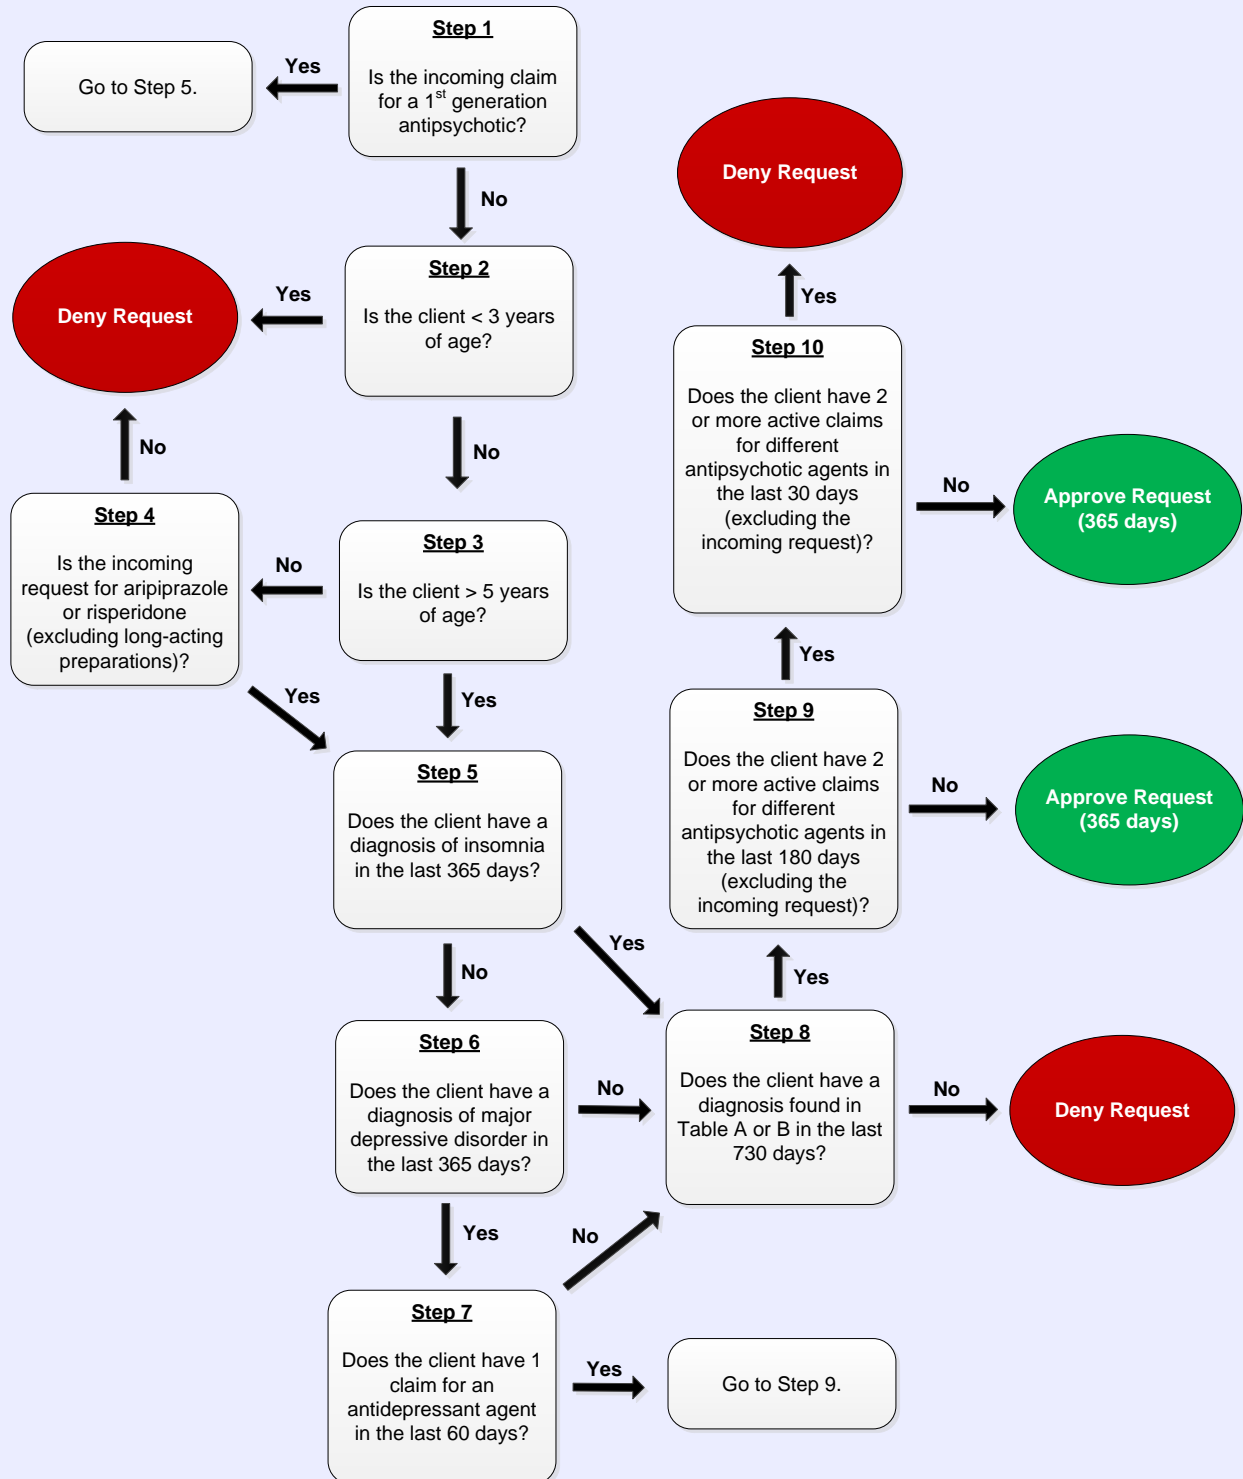 Step 1
Is the incoming claim
for a 1st generation
antipsychotic?
Yes
Go to Step 5.
No
Step 2
Is the client < 3 years
of age?
Yes
Deny Request
No
Step 3
Is the client > 5 years
of age?
No
Step 4
Is the incoming
request for aripiprazole
or risperidone
(excluding long-acting
preparations)?
No
Yes
Yes
Step 5
Does the client have a
diagnosis of insomnia
in the last 365 days?
Yes
No
Step 6
Does the client have a
diagnosis of major
depressive disorder in
the last 365 days?
No
Yes
Step 7
Does the client have 1
claim for an
antidepressant agent
in the last 60 days?
No
Yes
Go to Step 9.
Step 8
Does the client have a
diagnosis found in
Table A or B in the last
730 days?
No
Deny Request
Yes
Step 9
Does the client have 2
or more active claims
for different
antipsychotic agents in
the last 180 days
(excluding the
incoming request)?
No
Approve Request
(365 days)
Yes
Step 10
Does the client have 2
or more active claims
for different
antipsychotic agents in
the last 30 days
(excluding the
incoming request)?
No
Approve Request
(365 days)
Yes
Deny Request